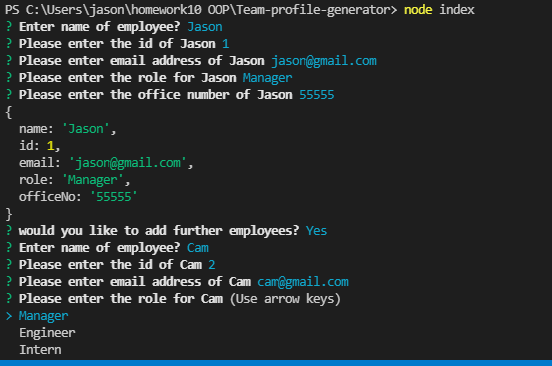 PS C:\Users\jason\homework10 OOP\Team-profile-generator> node index
? Enter name of employee? Jason
? Please enter the id of Jason 1
? Please enter email address of Jason jason@gmail.com
? Please enter the role for Jason Manager
? Please enter the office number of Jason 55555
{
  name: 'Jason',
  id: 1,
  email: 'jason@gmail.com',
  role: 'Manager',
  officeNo: '55555'
}
? would you like to add further employees? Yes
? Enter name of employee? Cam
? Please enter the id of Cam 2
? Please enter email address of Cam cam@gmail.com
? Please enter the role for Cam (Use arrow keys)
> Manager
  Engineer
  Intern